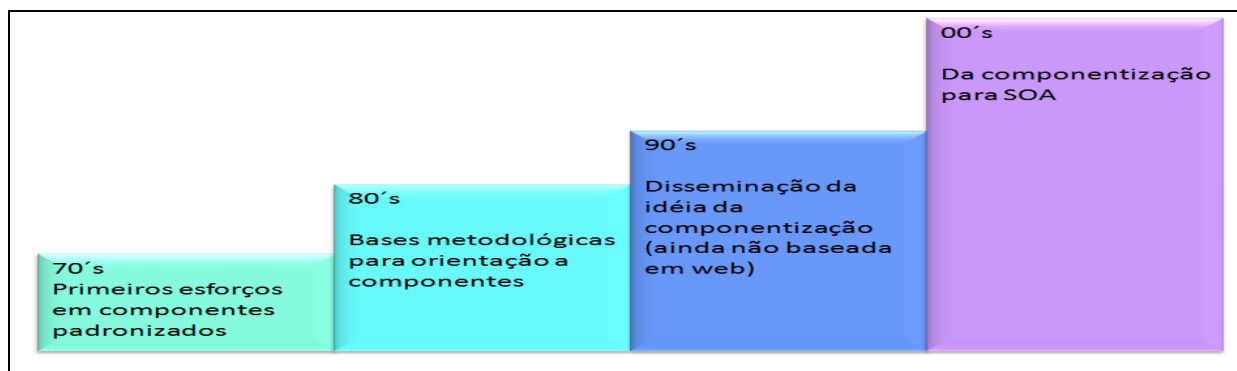 70´s
Primeiros esforços
em componentes
padronizados
80´s
Bases metodológicas
para orientação a
componentes
90´s
Disseminação da
idéia da
componentização
(ainda não baseada
em web)
00´s
Da componentização
para SOA